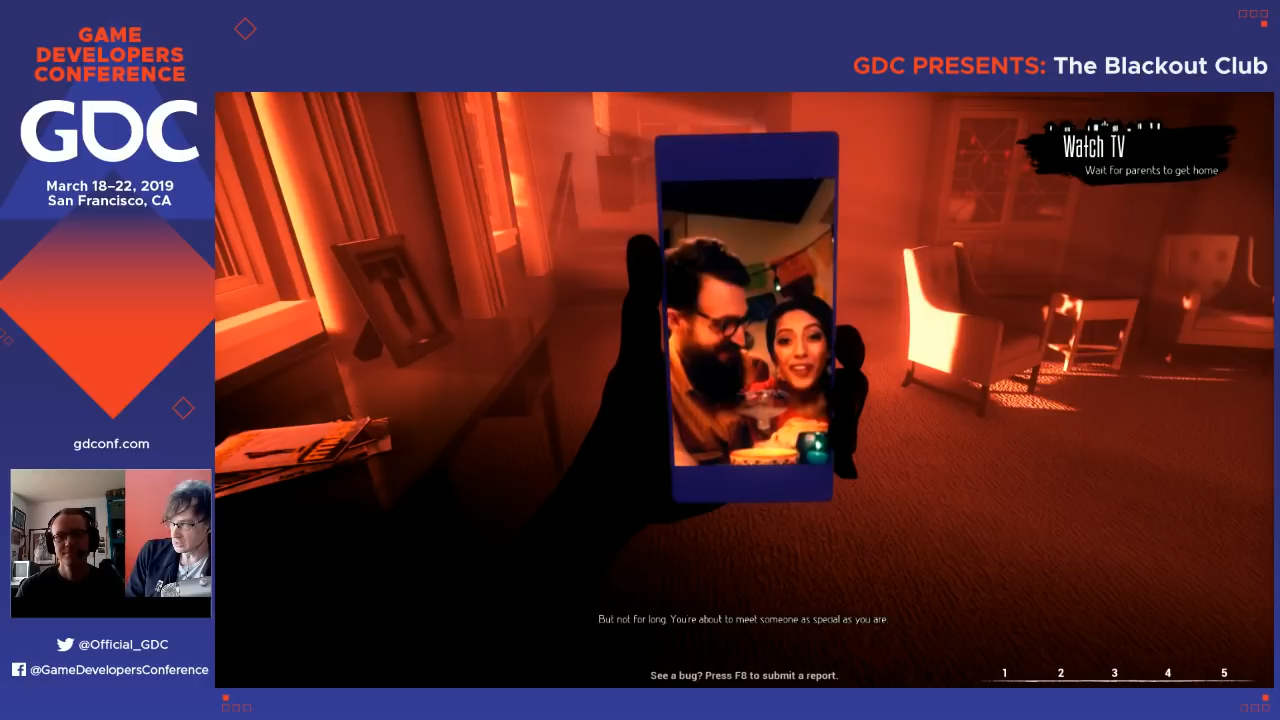 GAME
DEVELOPERS
CONFERENCE
GDC
March 18–22, 2019
San Francisco, CA
gdconf.com
@Official_GDC
@GameDevelopersConference
GDC PRESENTS: The Blackout Club
Watch TV
Wait for parents to get home
But not for long. You're about to meet someone as special as you are.
See a bug? Press F8 to submit a report.
1 2 3 4 5